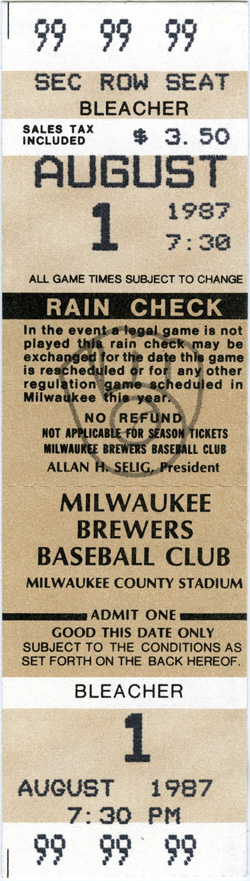 99 99 99
SEC ROW SEAT
BLEACHER
SALES TAX
INCLUDED $ 3.50
AUGUST
1 1987
7:30
ALL GAME TIMES SUBJECT TO CHANGE
RAIN CHECK
In the event a legal game is not
played this rain check may be
exchanged for the date this game
is rescheduled or for any other
regulation game scheduled in
Milwaukee this year.
NO REFUND
NOT APPLICABLE FOR SEASON TICKETS
MILWAUKEE BREWERS BASEBALL CLUB
ALLAN H. SELIG, President
MILWAUKEE
BREWERS
BASEBALL CLUB
MILWAUKEE COUNTY STADIUM
ADMIT ONE
GOOD THIS DATE ONLY
SUBJECT TO THE CONDITIONS AS
SET FORTH ON THE BACK HEREOF.
BLEACHER
1
AUGUST 1987
7:30 PM
99 99 99